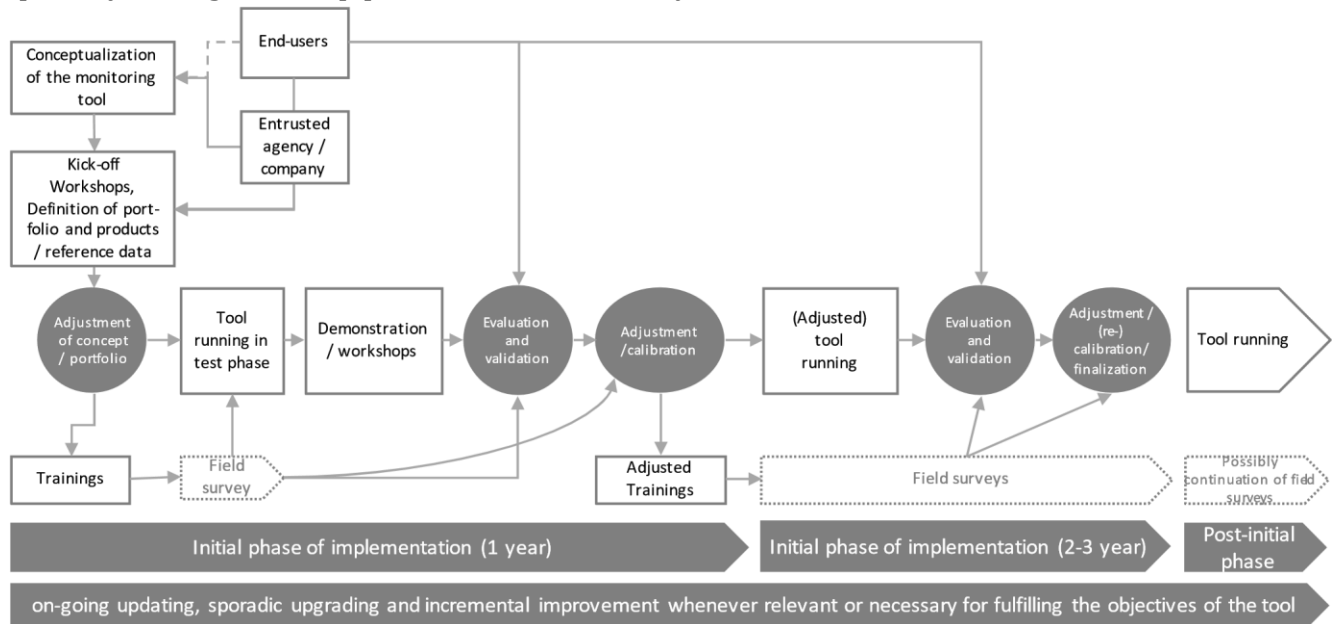 End-users
Conceptualization
of the monitoring
tool
Entrusted
agency /
company
Kick-off
Workshops,
Definition of port-
folio and products
/ reference data
Adjustment
of concept
/ portfolio
Tool
running in
test phase
Demonstration
/ workshops
Evaluation
and
validation
Adjustment
/calibration
(Adjusted)
tool
running
Evaluation
and
validation
Adjustment /
(re-)
calibration/
finalization
Tool running
Trainings
Field
survey
Adjusted
Trainings
Field surveys
Possibly
continuation of field
surveys
Initial phase of implementation (1 year)
Initial phase of implementation (2-3 year)
Post-initial
phase
on-going updating, sporadic upgrading and incremental improvement whenever relevant or necessary for fulfilling the objectives of the tool